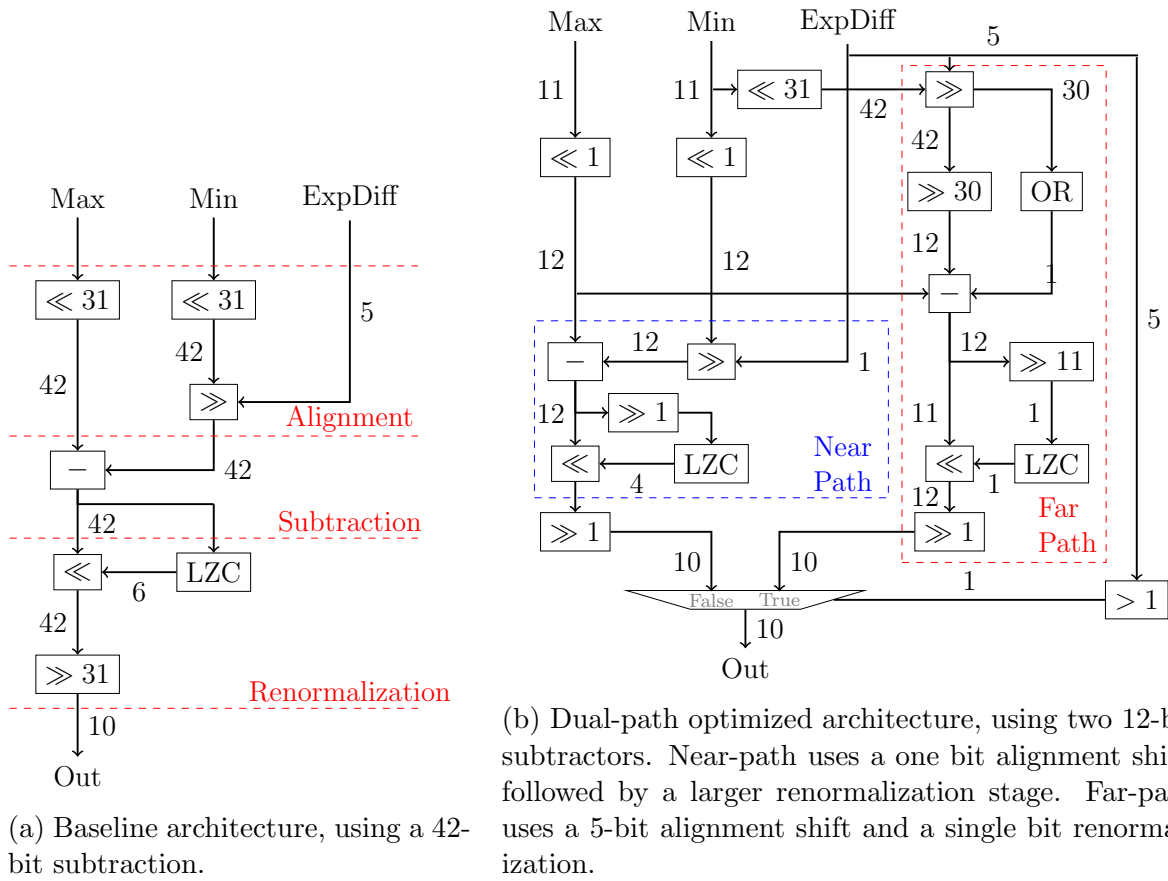 Max
Min
ExpDiff
≪ 31
≪ 31
5
42
42
≫
Alignment
−
42
42
Subtraction
≪
LZC
6
42
≫ 31
Renormalization
10
Out
(a) Baseline architecture, using a 42-
bit subtraction.
Max
Min
ExpDiff
5
11
11
≪ 31
42
≫
30
≪ 1
≪ 1
42
≫ 30
OR
12
12
12
−
1
5
−
12
≫
1
12
≫ 11
12
≫ 1
11
1
≪
LZC
4
Near
Path
≪
LZC
1
12
≫ 1
≫ 1
Far
Path
10
10
1
> 1
False
True
10
Out
(b) Dual-path optimized architecture, using two 12-b
subtractors. Near-path uses a one bit alignment shi
followed by a larger renormalization stage. Far-pa
uses a 5-bit alignment shift and a single bit renorma
ization.